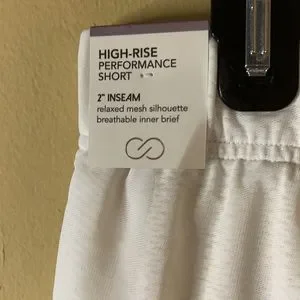 HIGH-RISE
PERFORMANCE
SHORT
2" INSEAM
relaxed mesh silhouette
breathable inner brief